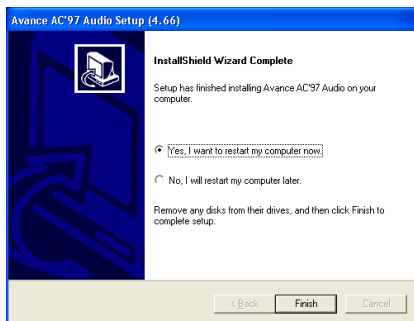 Avance AC'97 Audio Setup (4.66)
InstallShield Wizard Complete
Setup has finished installing Avance AC'97 Audio on your
computer.
Yes, I want to restart my computer now.
No, I will restart my computer later.
Remove any disks from their drives, and then click Finish to
complete setup.
< Back
Finish
Cancel